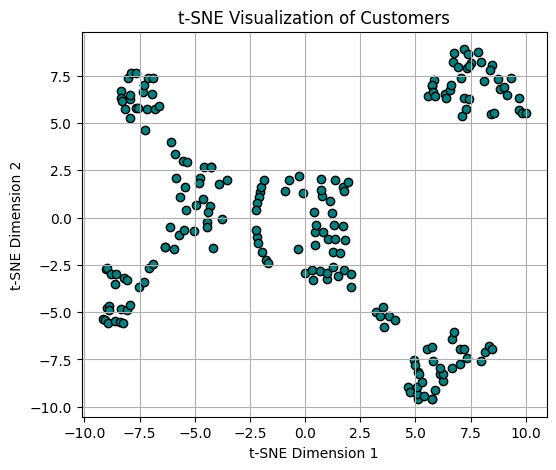 t-SNE Visualization of Customers
7.5
5.0
2.5
0.0
−2.5
−5.0
−7.5
−10.0
t-SNE Dimension 2
−10.0 −7.5 −5.0 −2.5 0.0 2.5 5.0 7.5 10.0
t-SNE Dimension 1